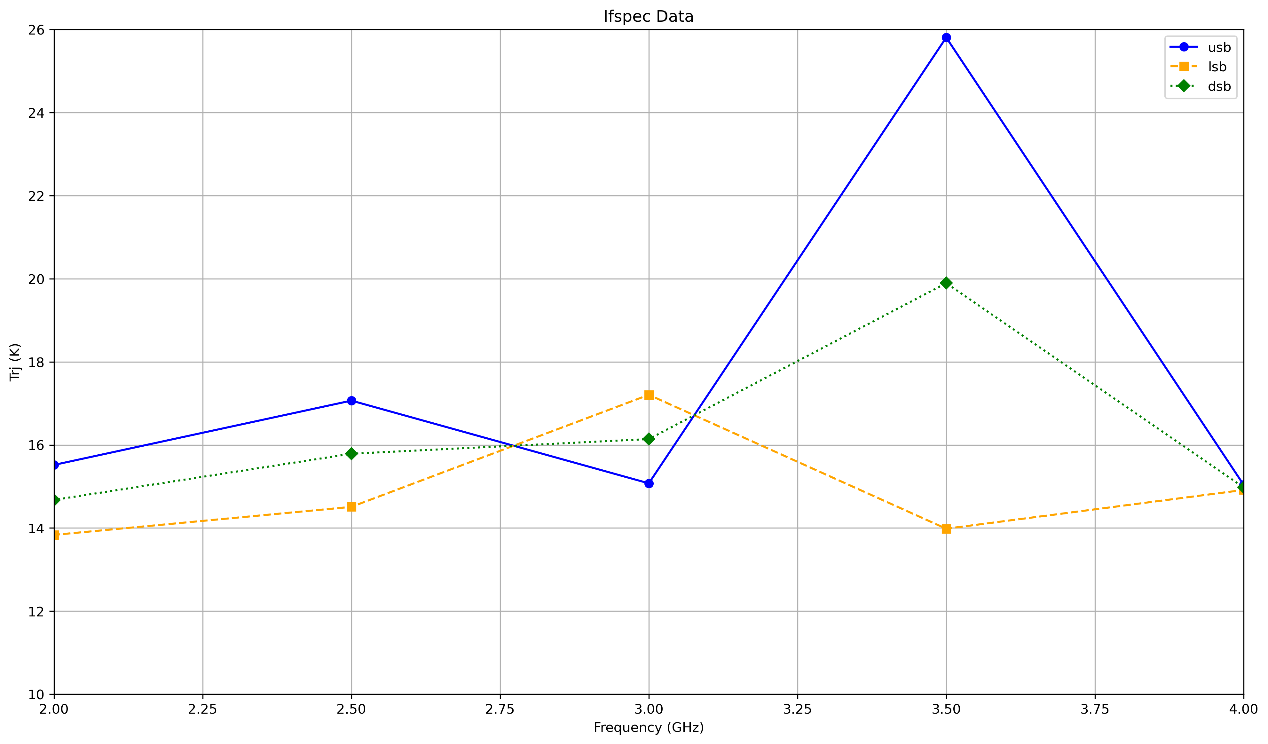 Ifspec Data
26
24
22
20
18
16
14
12
10
Trj (K)
usb
lsb
dsb
2.00 2.25 2.50 2.75 3.00 3.25 3.50 3.75 4.00
Frequency (GHz)